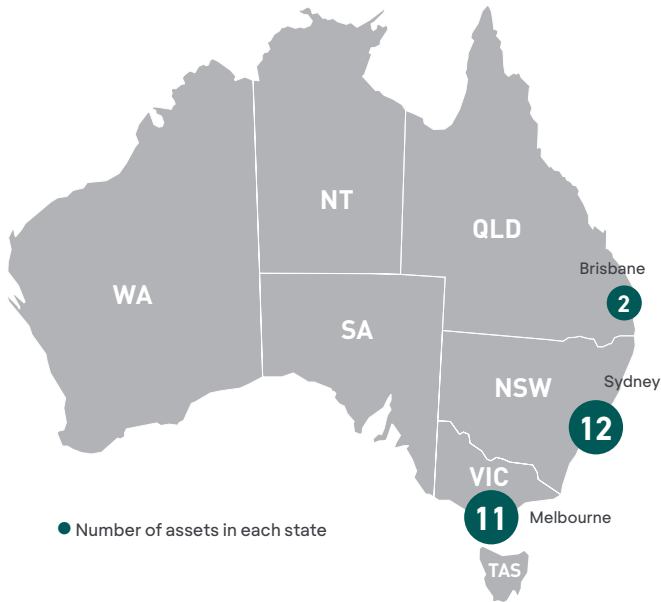 NT
QLD
Brisbane
WA
2
SA
Sydney
NSW
12
VIC
11
Melbourne
Number of assets in each state
TAS